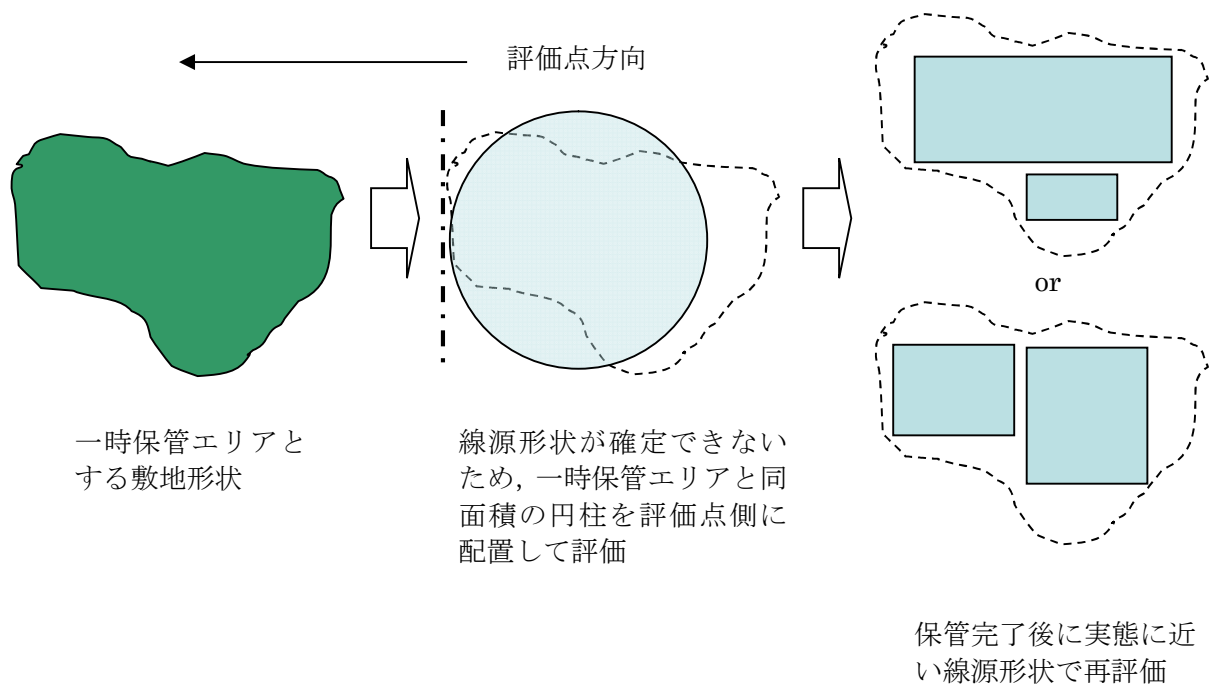 評価点方向
一時保管エリアと
する敷地形状
線源形状が確定できない
ため,一時保管エリアと同
面積の円柱を評価点側に
配置して評価
or
保管完了後に実態に近
い線源形状で再評価